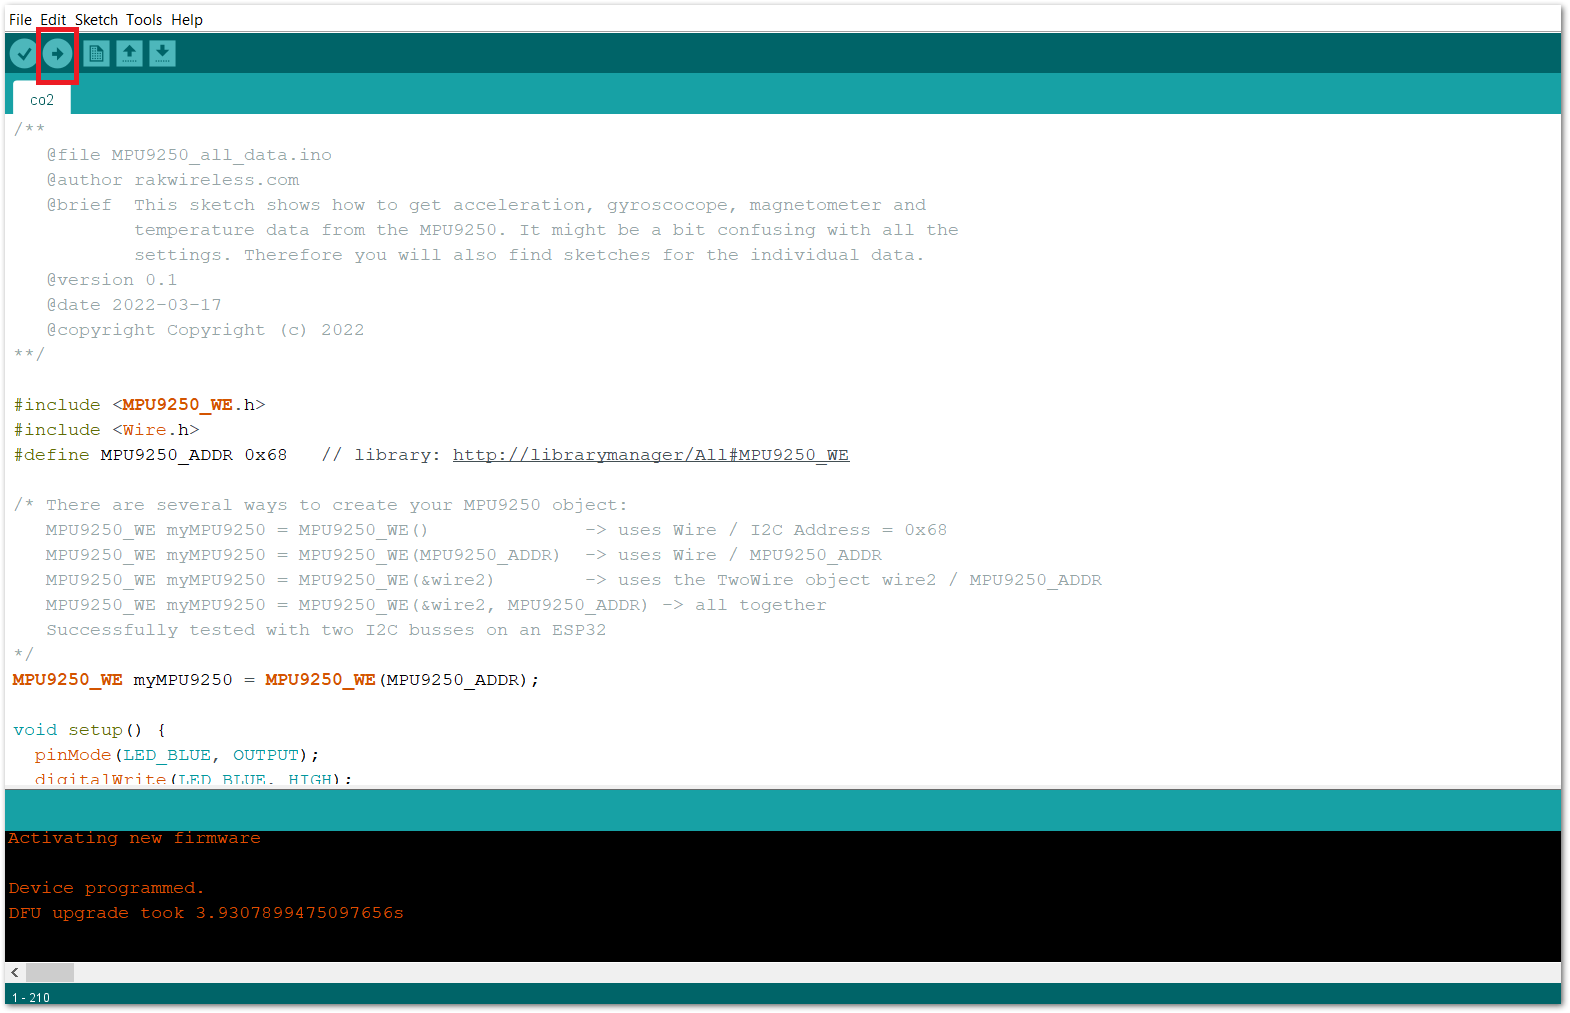 File Edit Sketch Tools Help
co2
/**
   @file MPU9250_all_data.ino
   @author rakwireless.com
   @brief  This sketch shows how to get acceleration, gyroscocope, magnetometer and
           temperature data from the MPU9250. It might be a bit confusing with all the
           settings. Therefore you will also find sketches for the individual data.
   @version 0.1
   @date 2022-03-17
   @copyright Copyright (c) 2022
**/
#include <MPU9250_WE.h>
#include <Wire.h>
#define MPU9250_ADDR 0x68   // library: http://librarymanager/All#MPU9250_WE
/* There are several ways to create your MPU9250 object:
   MPU9250_WE myMPU9250 = MPU9250_WE()              -> uses Wire / I2C Address = 0x68
   MPU9250_WE myMPU9250 = MPU9250_WE(MPU9250_ADDR)  -> uses Wire / MPU9250_ADDR
   MPU9250_WE myMPU9250 = MPU9250_WE(&wire2)        -> uses the TwoWire object wire2 / MPU9250_ADDR
   MPU9250_WE myMPU9250 = MPU9250_WE(&wire2, MPU9250_ADDR) -> all together
   Successfully tested with two I2C busses on an ESP32
*/
MPU9250_WE myMPU9250 = MPU9250_WE(MPU9250_ADDR);
void setup() {
  pinMode(LED_BLUE, OUTPUT);
  digitalWrite(LED_BLUE, HIGH);
Activating new firmware
Device programmed.
DFU upgrade took 3.9307899475097656s
1 - 210